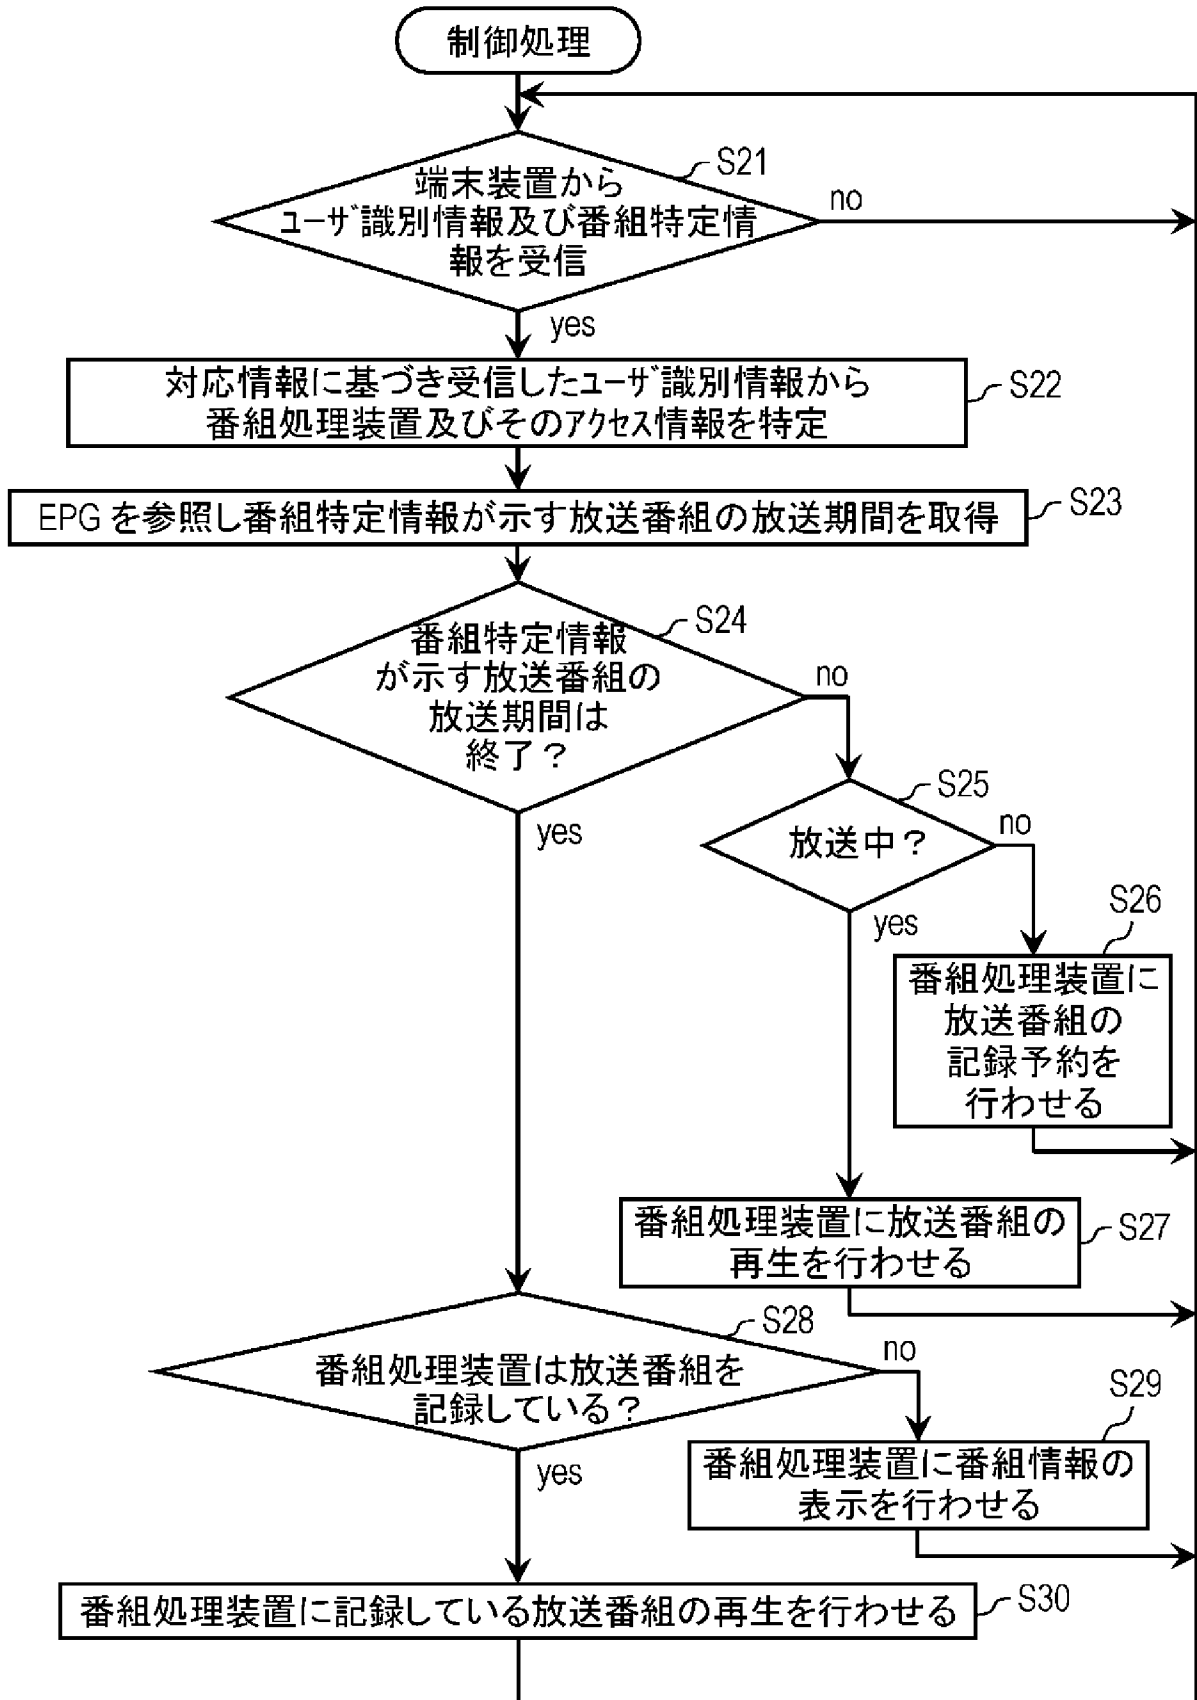 制御処理
端末装置から
ﾕｰｻﾞ識別情報及び番組特定情
報を受信
S21
no
yes
対応情報に基づき受信したﾕｰｻﾞ識別情報から
番組処理装置及びそのｱｸｾｽ情報を特定
S22
EPGを参照し番組特定情報が示す放送番組の放送期間を取得
S23
番組特定情報
が示す放送番組の
放送期間は
終了？
S24
no
yes
放送中？
S25
no
yes
S26
番組処理装置に
放送番組の
記録予約を
行わせる
番組処理装置に放送番組の
再生を行わせる
S27
番組処理装置は放送番組を
記録している？
S28
no
yes
S29
番組処理装置に番組情報の
表示を行わせる
番組処理装置に記録している放送番組の再生を行わせる
S30